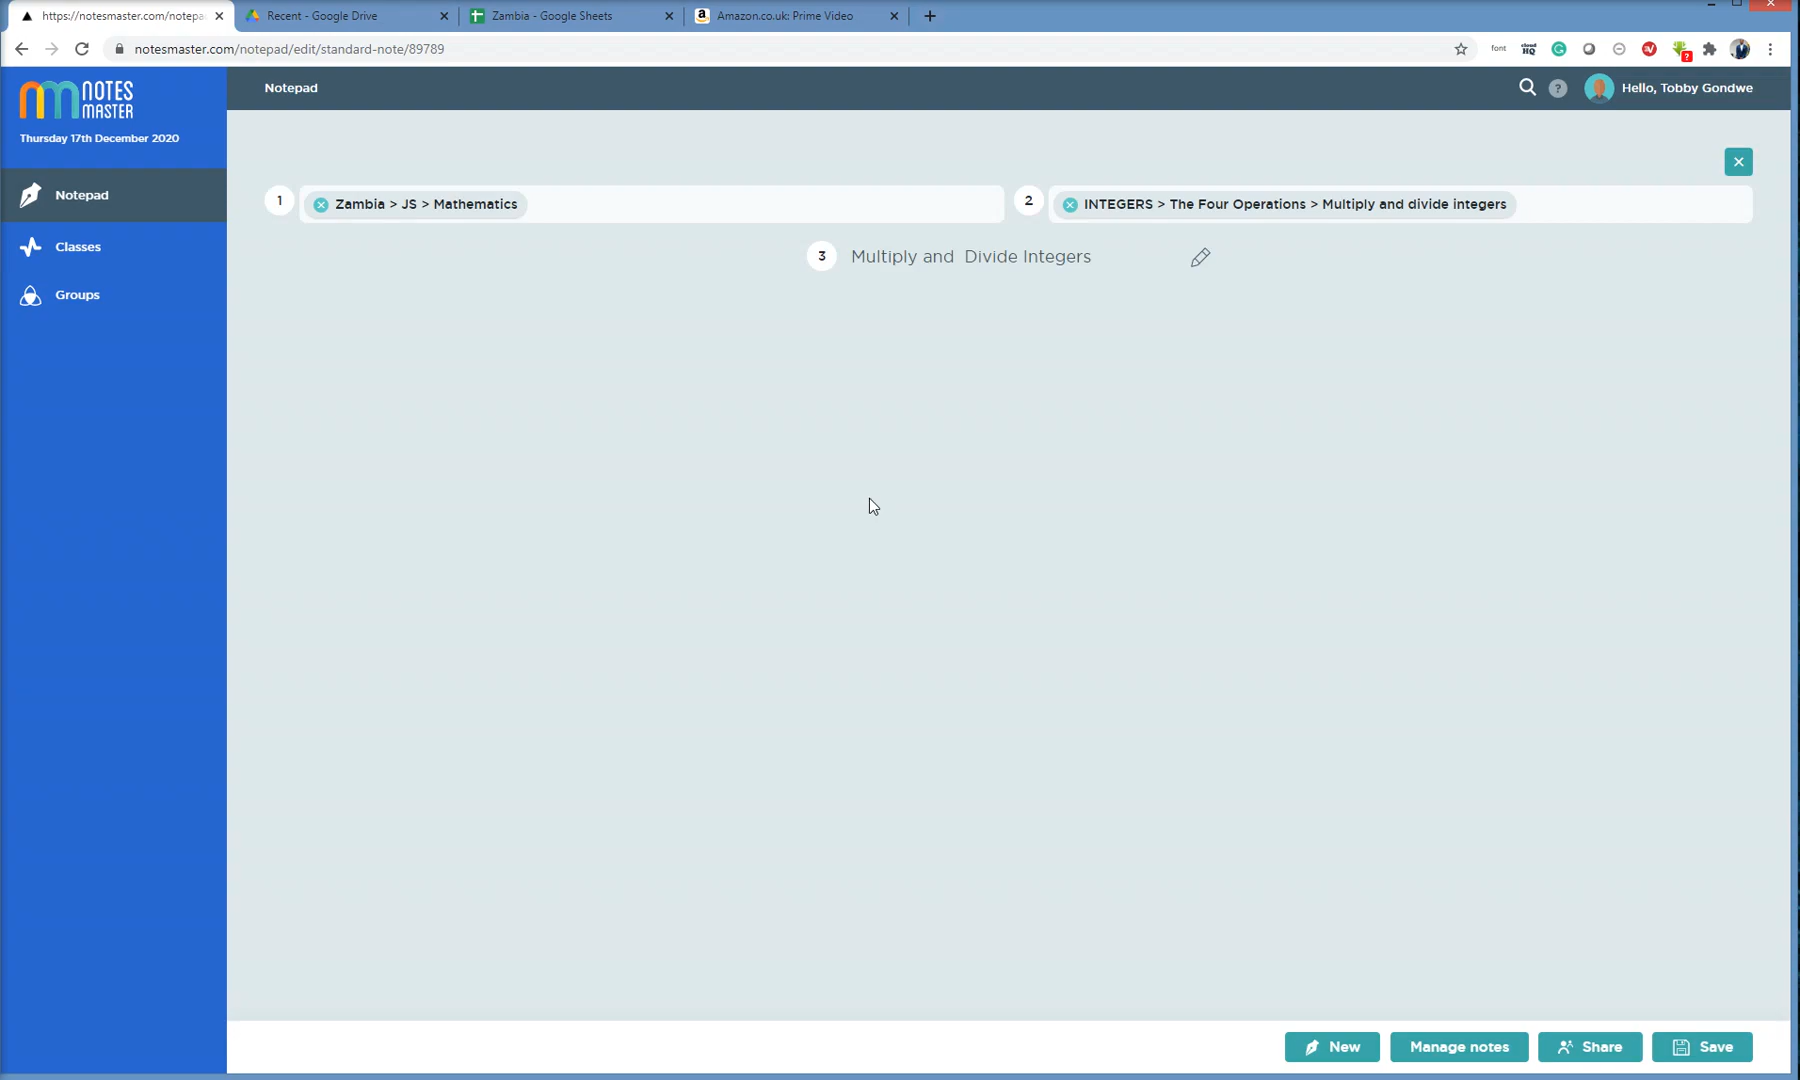 https://notesmaster.com/notepa
Recent - Google Drive
Zambia - Google Sheets
Amazon.co.uk: Prime Video
notesmaster.com/notepad/edit/standard-note/89789
font
cloud
HQ
NOTES
MASTER
Thursday 17th December 2020
Notepad
Classes
Groups
Notepad
?
Hello, Tobby Gondwe
1
Zambia > JS > Mathematics
2
INTEGERS > The Four Operations > Multiply and divide integers
3
Multiply and  Divide Integers
New
Manage notes
Share
Save